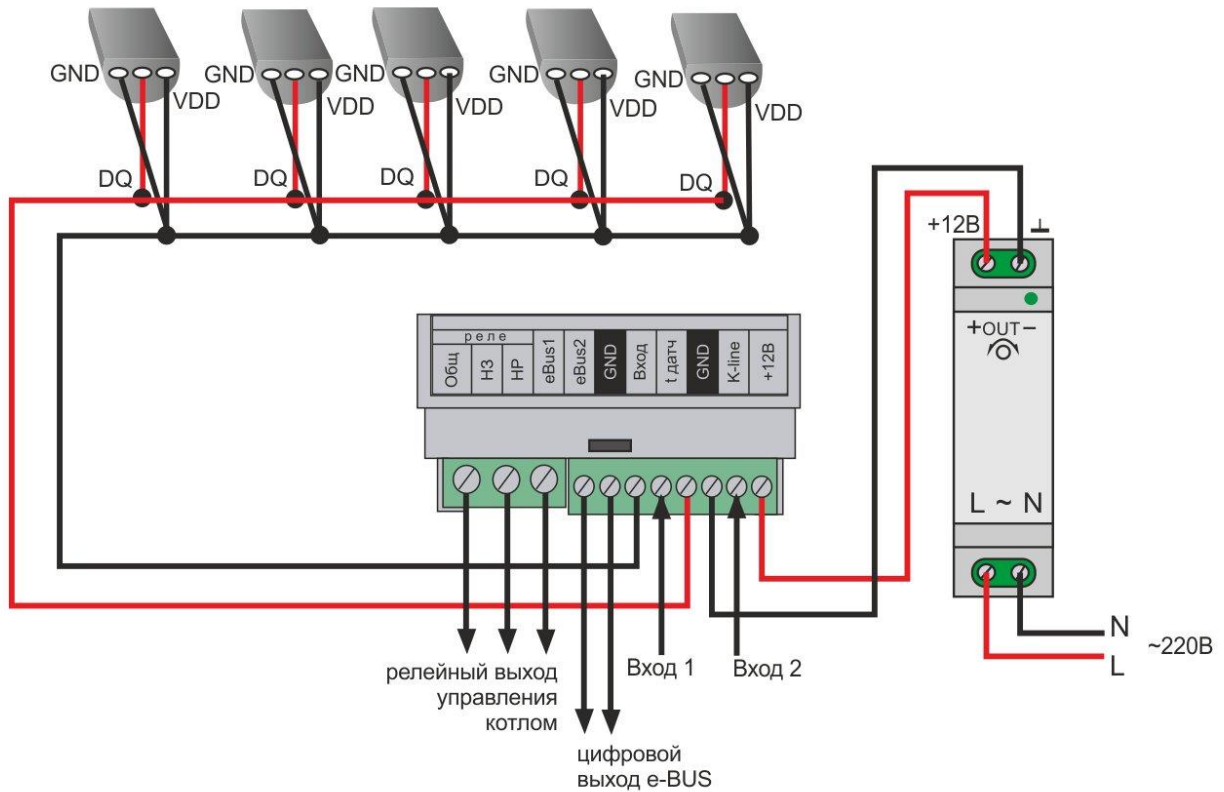 GND
VDD
DQ
GND
VDD
DQ
GND
VDD
DQ
GND
VDD
DQ
GND
VDD
DQ
+12В
⊥
+OUT−
L ~ N
реле
Общ
НЗ
НР
eBus1
eBus2
GND
Вход
t датч
GND
K-line
+12В
релейный выход
управления
котлом
Вход 1
Вход 2
цифровой
выход e-BUS
N
L
~220В